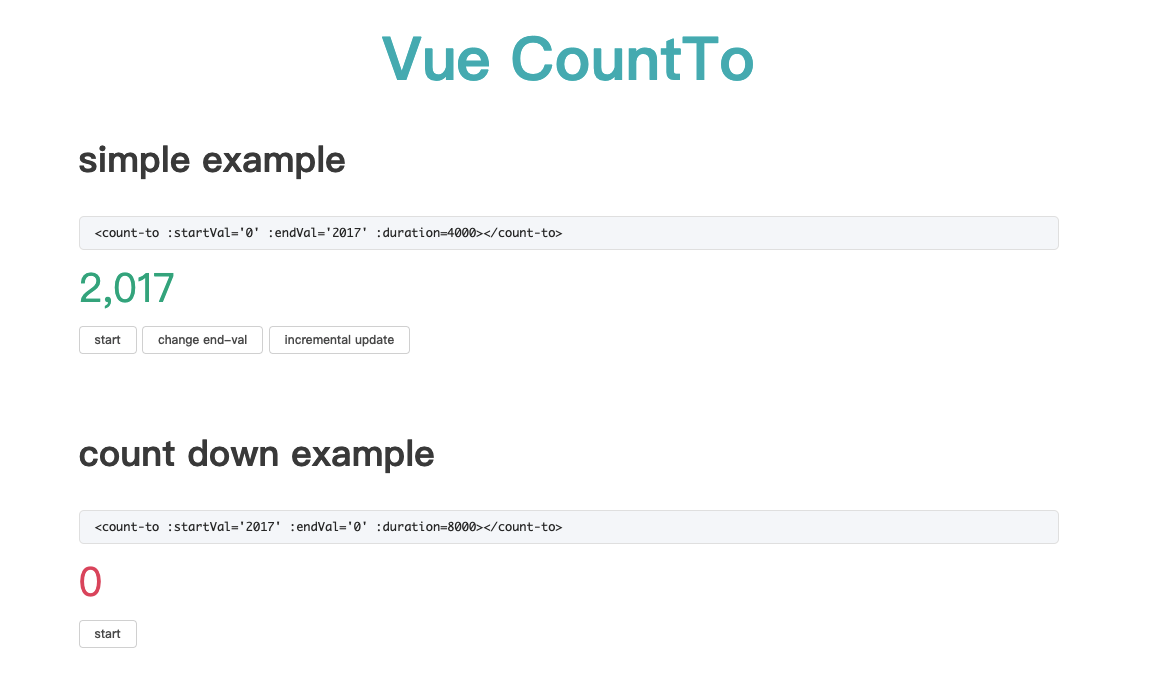 Vue CountTo
simple example
<count-to :startVal='0' :endVal='2017' :duration=4000></count-to>
2,017
start change end-val incremental update
count down example
<count-to :startVal='2017' :endVal='0' :duration=8000></count-to>
0
start